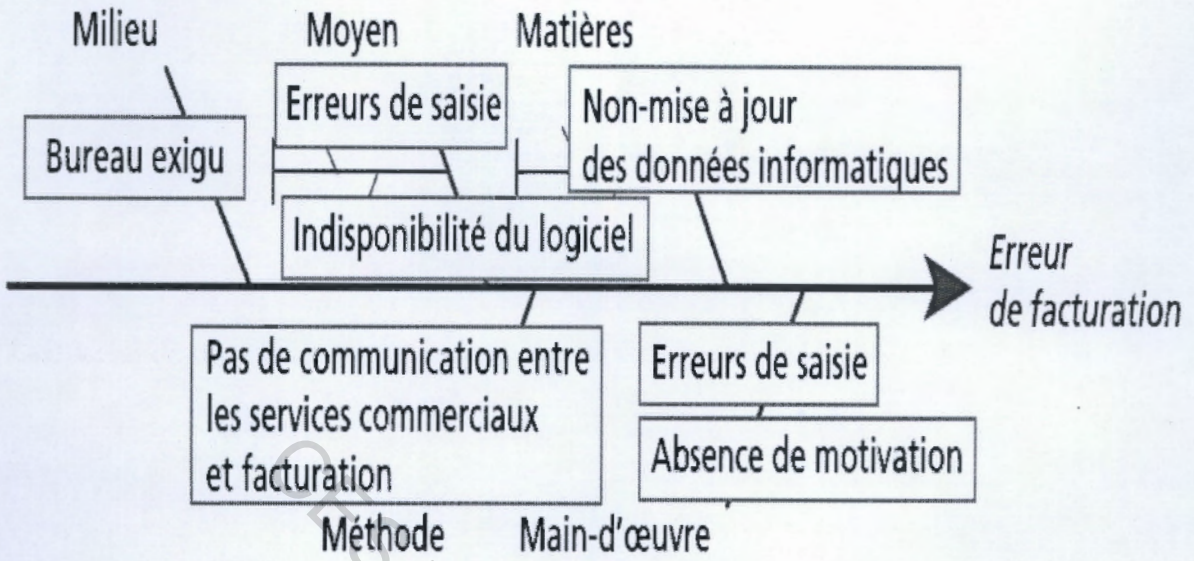 Milieu
Moyen
Matières
Erreurs de saisie
Non-mise à jour
des données informatiques
Bureau exigu
Indisponibilité du logiciel
Erreur
de facturation
Pas de communication entre
les services commerciaux
et facturation
Erreurs de saisie
Absence de motivation
Méthode
Main-d'œuvre